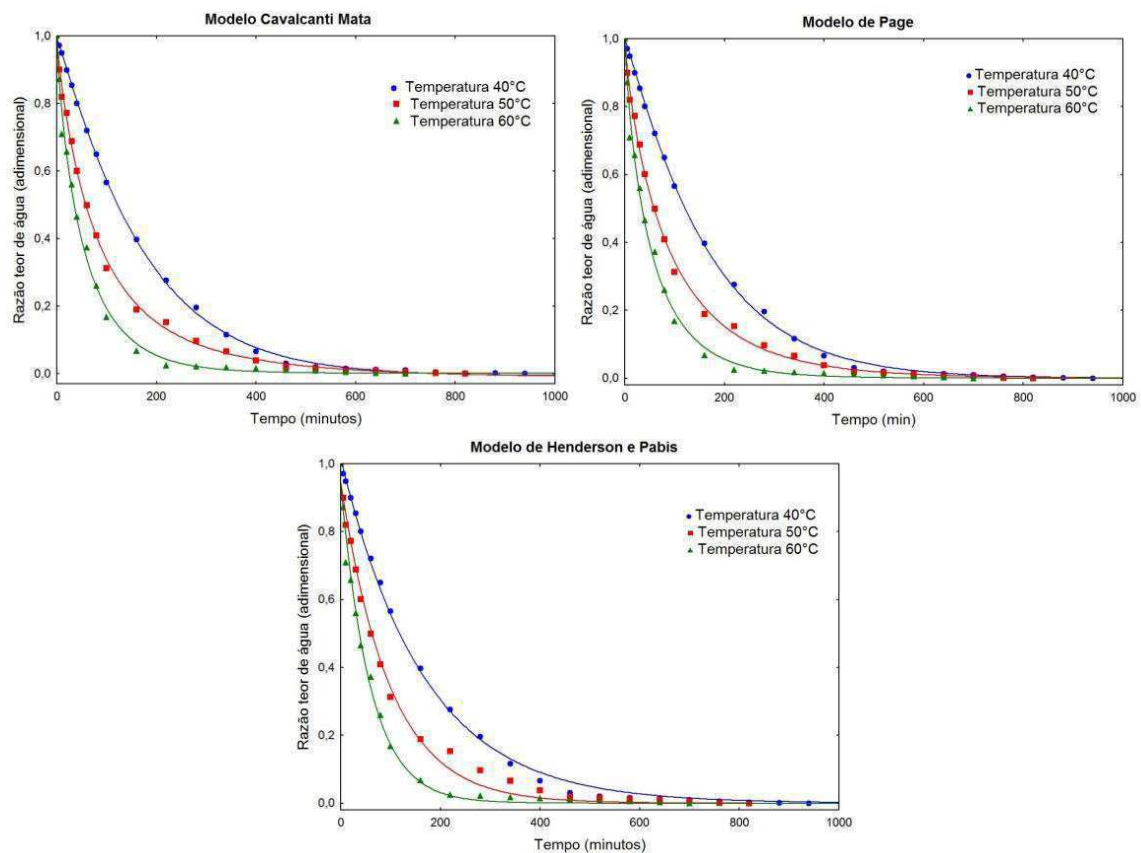 Modelo Cavalcanti Mata
1,0
0,8
0,6
0,4
0,2
0,0
Razão teor de água (adimensional)
Temperatura 40°C
Temperatura 50°C
Temperatura 60°C
0 200 400 600 800 1000
Tempo (minutos)
Modelo de Page
1,0
0,8
0,6
0,4
0,2
0,0
Razão teor de água (adimensional)
Temperatura 40°C
Temperatura 50°C
Temperatura 60°C
0 200 400 600 800 1000
Tempo (min)
Modelo de Henderson e Pabis
1,0
0,8
0,6
0,4
0,2
0,0
Razão teor de água (adimensional)
Temperatura 40°C
Temperatura 50°C
Temperatura 60°C
0 200 400 600 800 1000
Tempo (minutos)